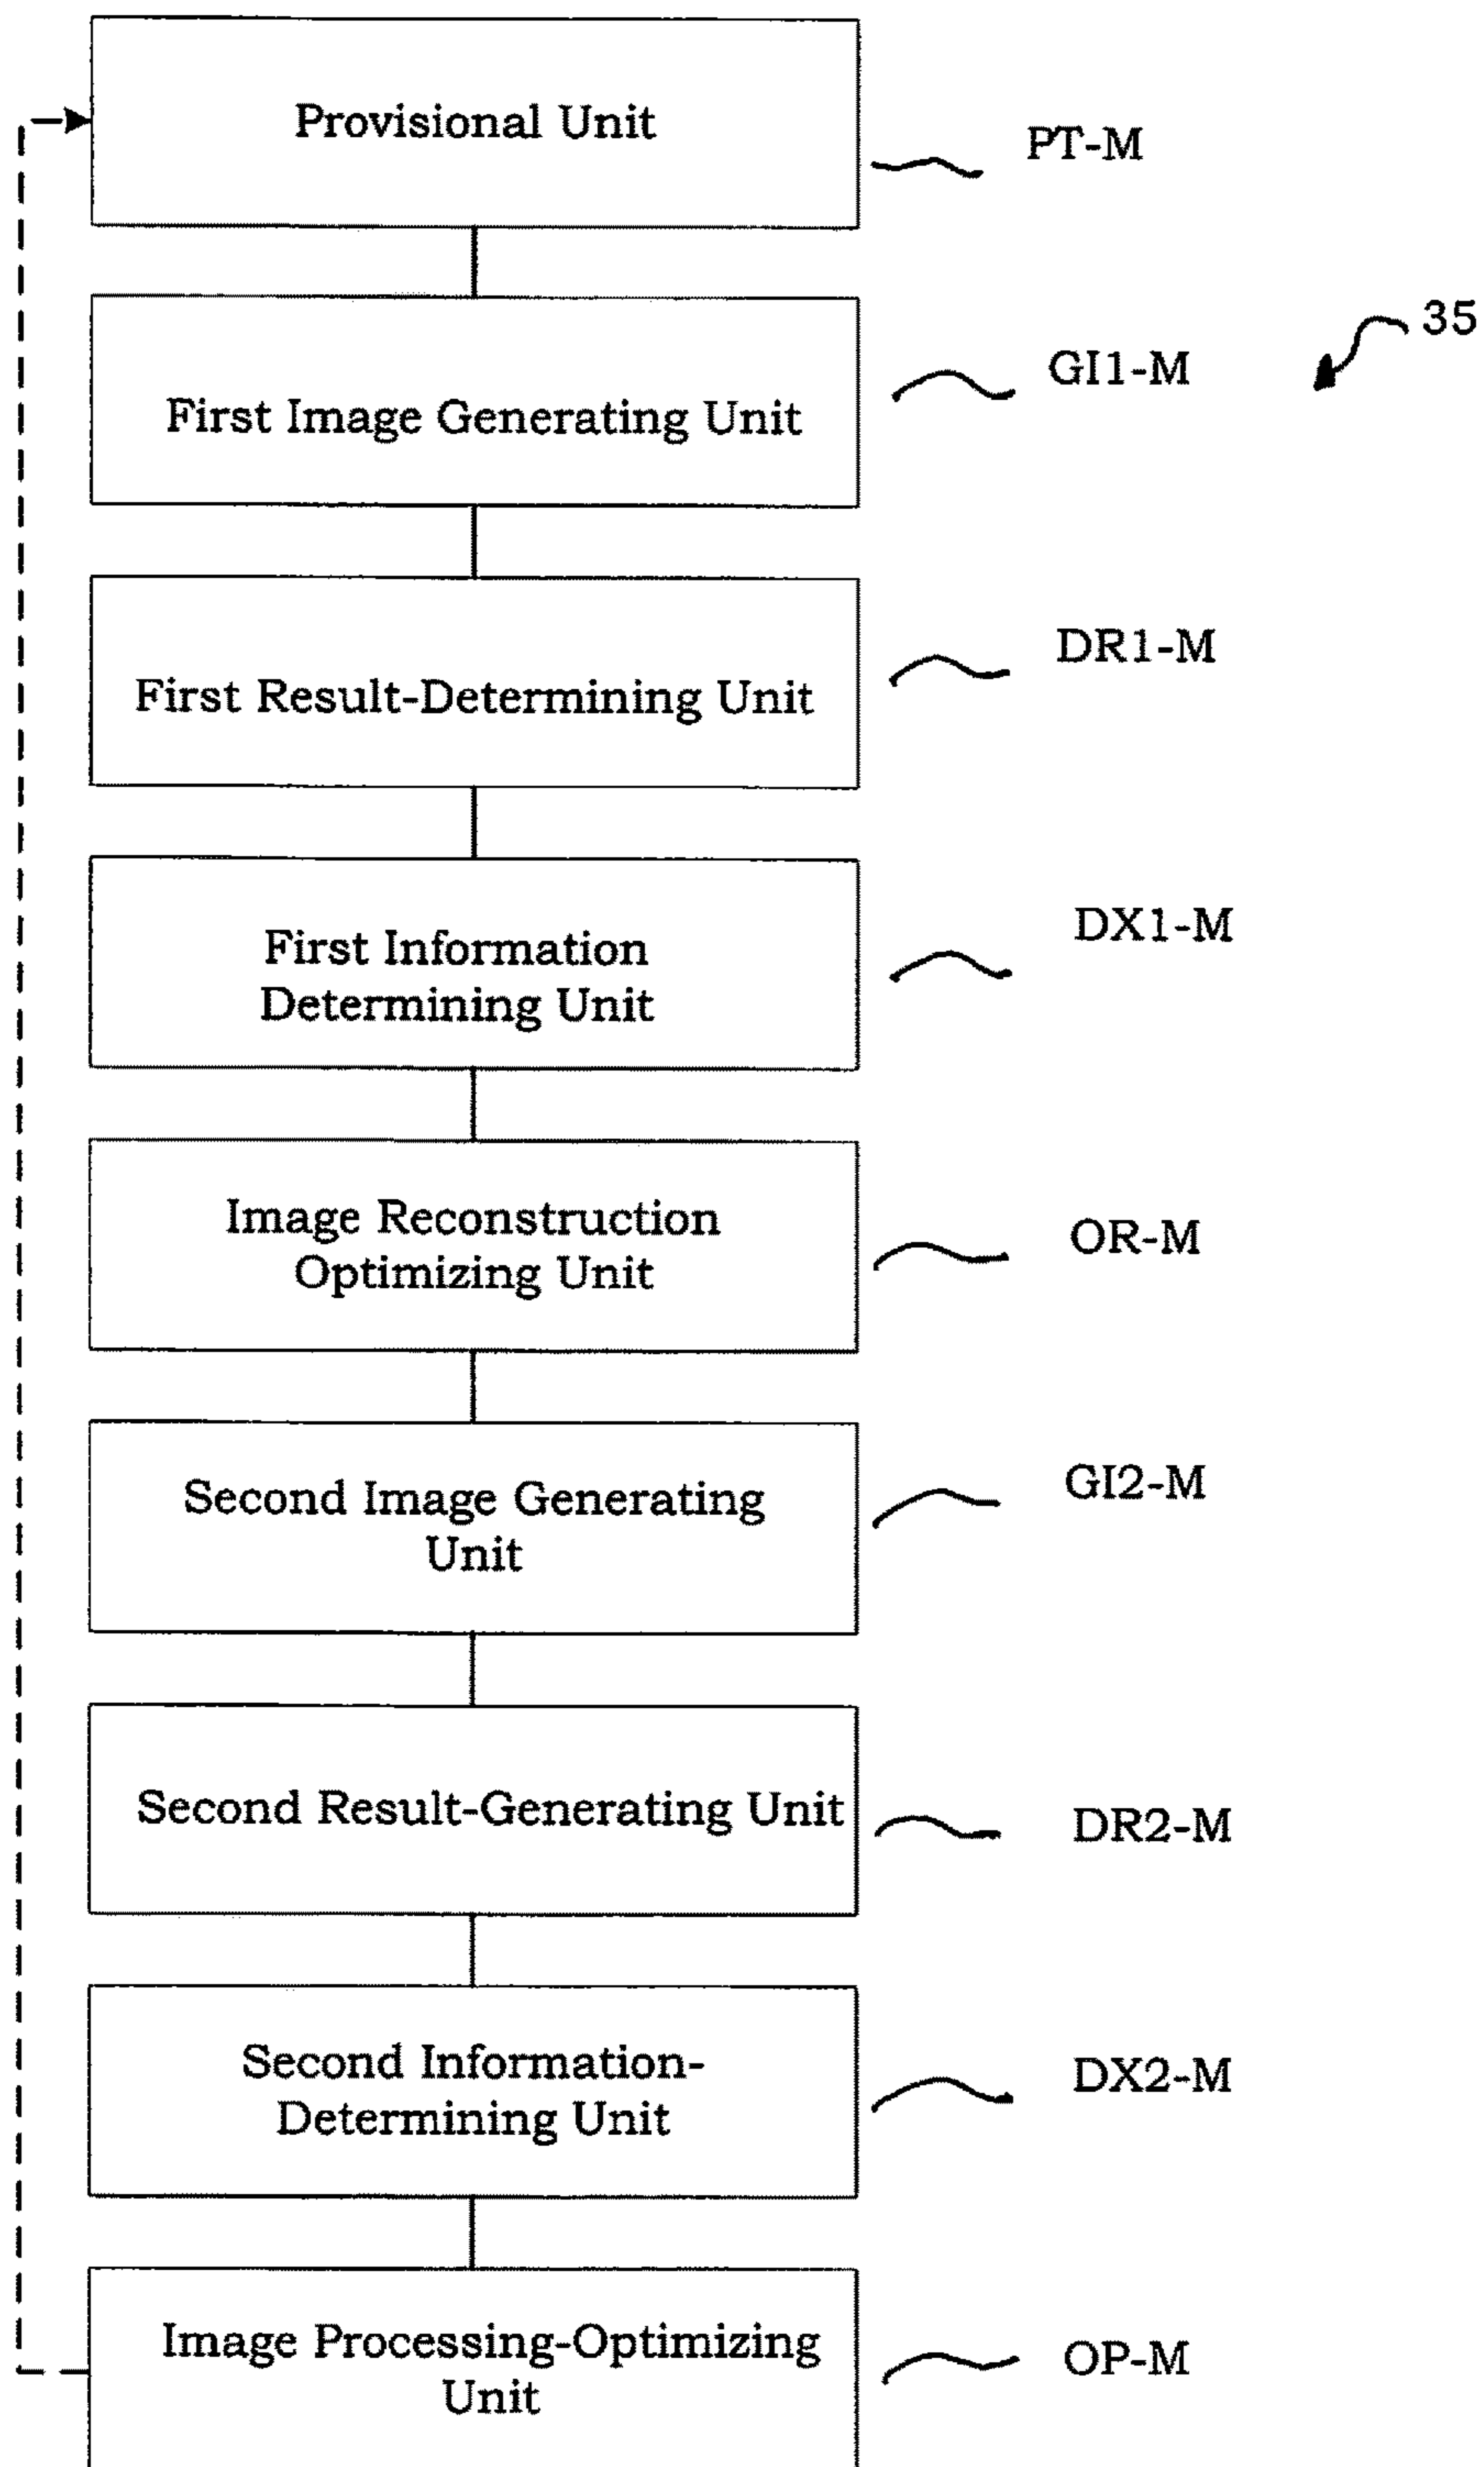 Provisional Unit
PT-M
35
GI1-M
First Image Generating Unit
DR1-M
First Result-Determining Unit
DX1-M
First Information
Determining Unit
Image Reconstruction
Optimizing Unit
OR-M
Second Image Generating
Unit
GI2-M
Second Result-Generating Unit
DR2-M
Second Information-
Determining Unit
DX2-M
Image Processing-Optimizing
Unit
OP-M